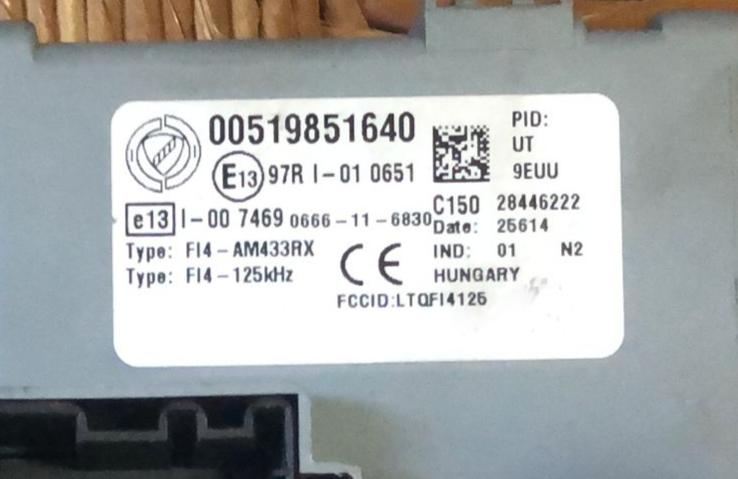 00519851640
PID:
UT
9EUU
E13 97R I-01 0651
e13 I-00 7469 0666-11-6830
C150 28446222
Date: 25614
Type: FI4-AM433RX
IND: 01 N2
Type: FI4-125kHz
CE
HUNGARY
FCCID:LTQFI4125